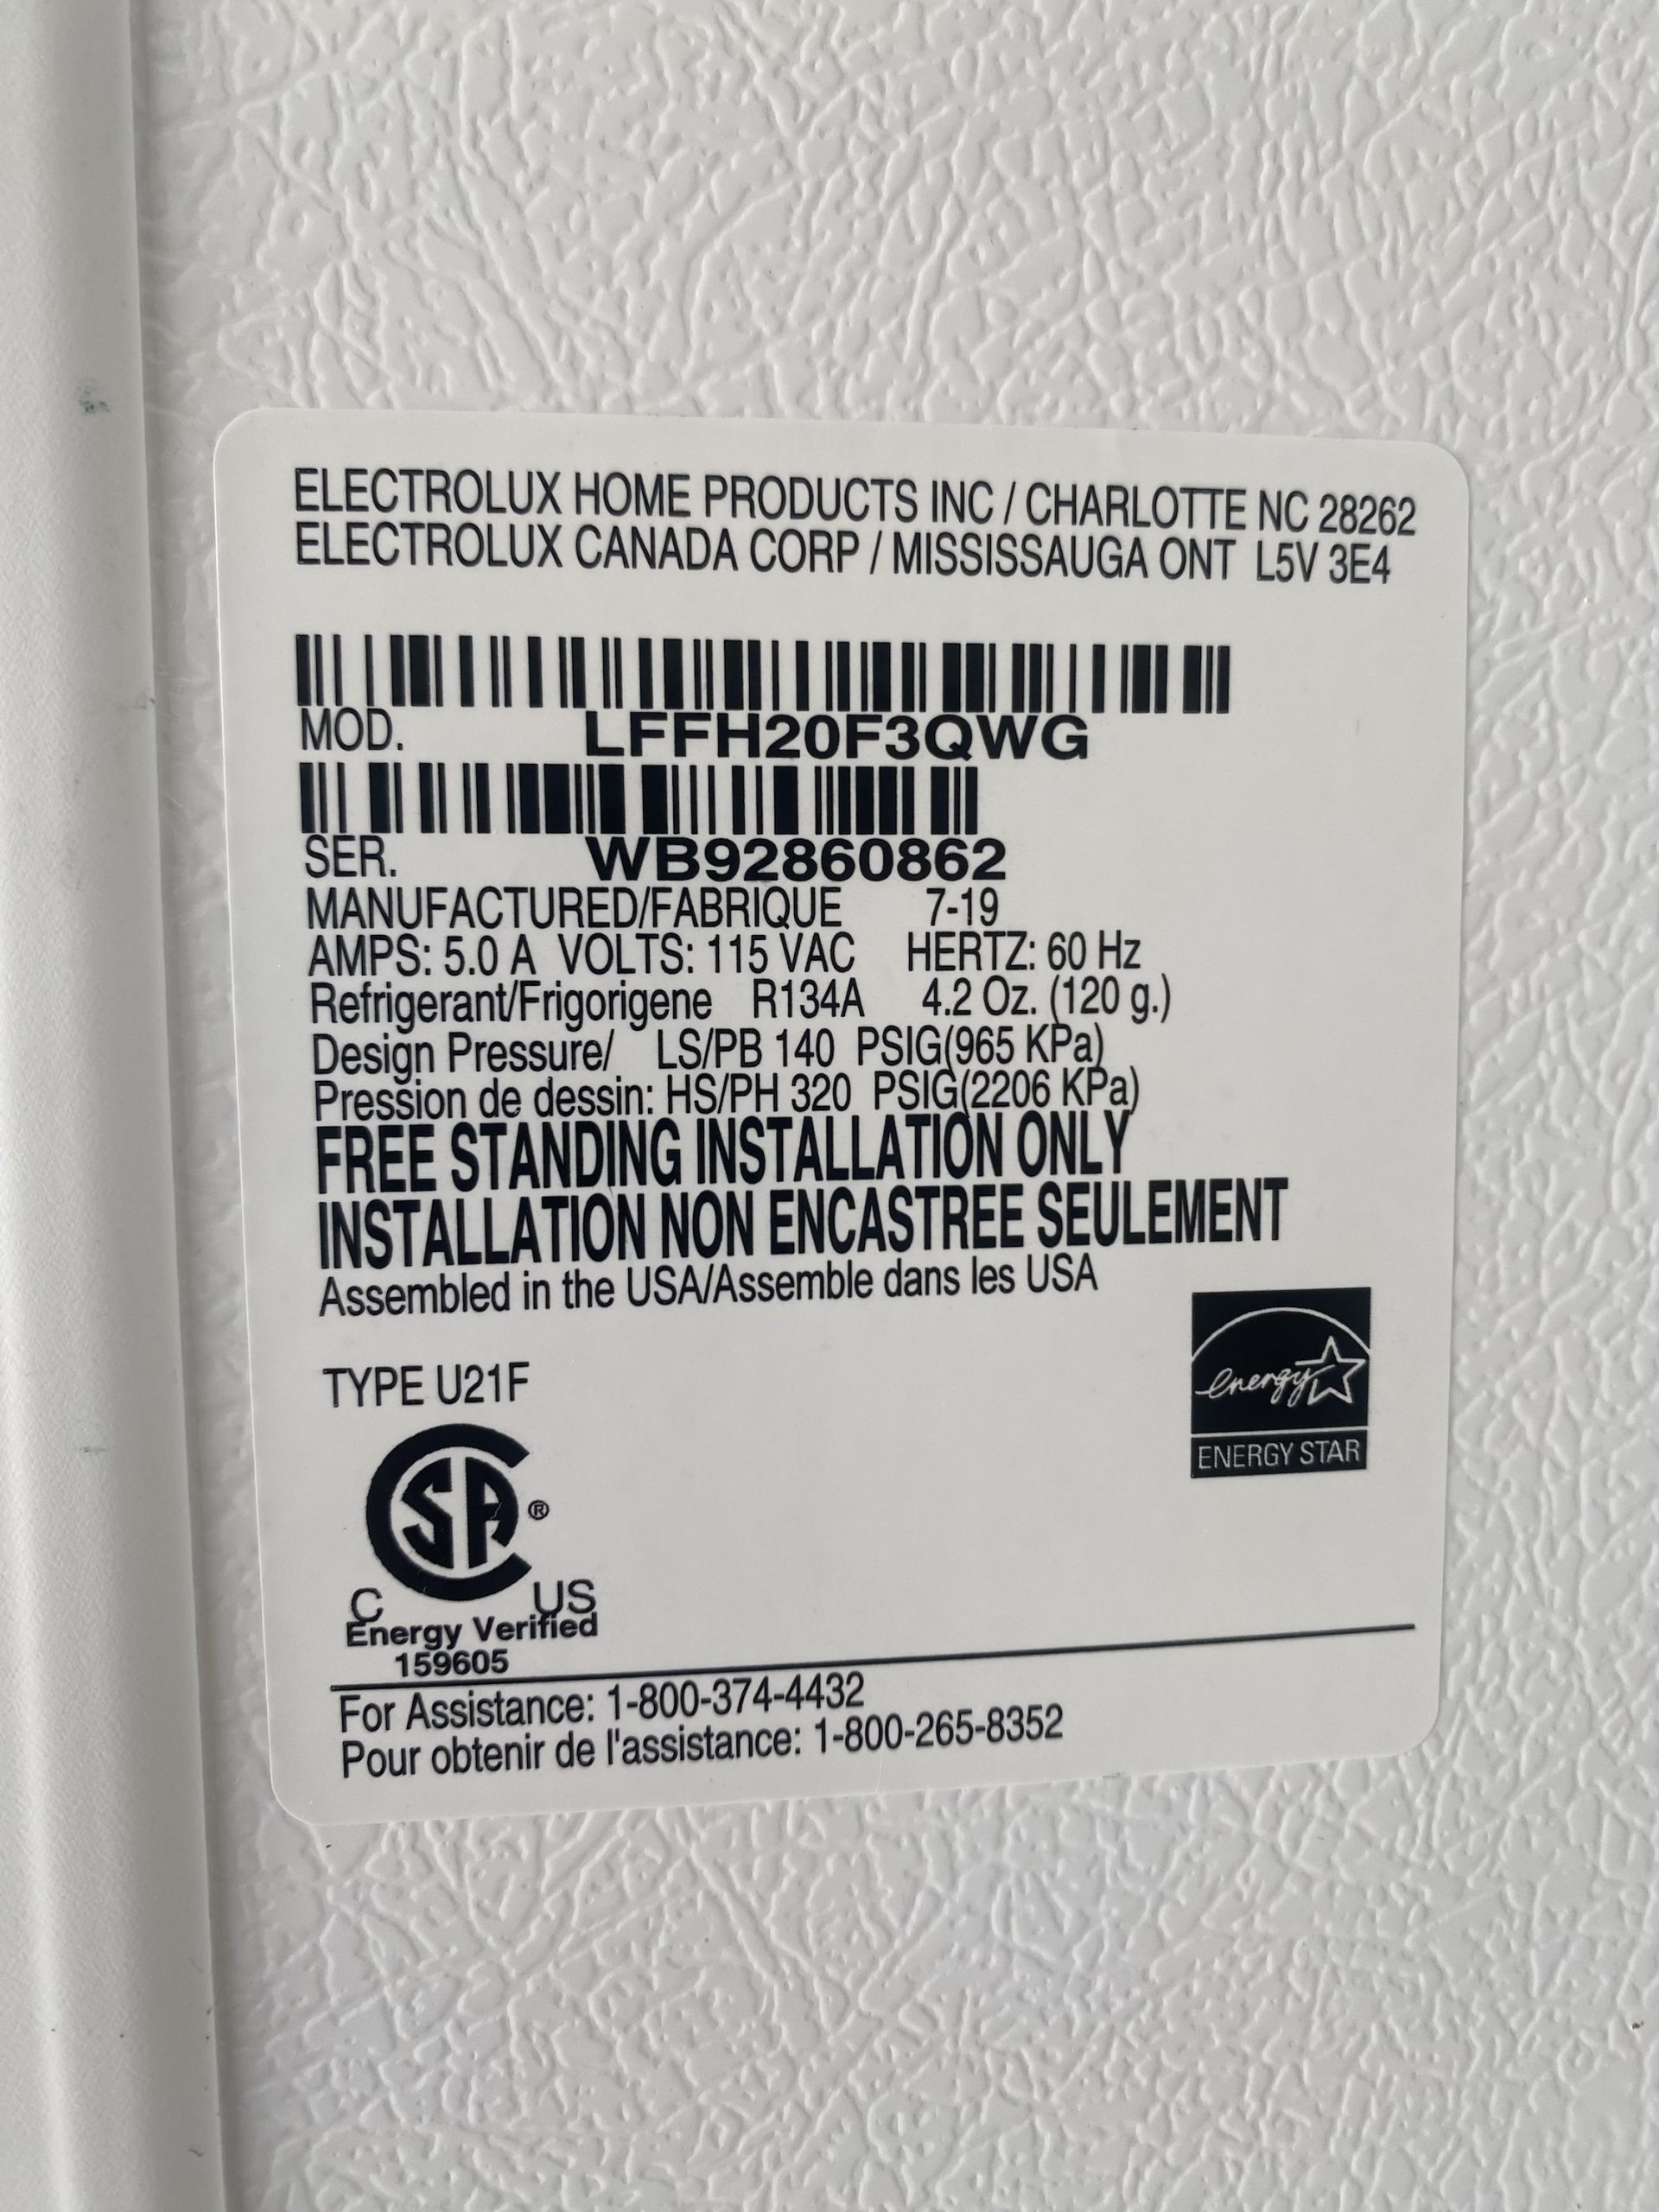 ELECTROLUX HOME PRODUCTS INC / CHARLOTTE NC 28262
ELECTROLUX CANADA CORP / MISSISSAUGA ONT L5V 3E4
MOD. LFFH20F3QWG
SER. WB92860862
MANUFACTURED/FABRIQUE 7-19
AMPS: 5.0 A VOLTS: 115 VAC HERTZ: 60 Hz
Refrigerant/Frigorigene R134A 4.2 Oz. (120 g.)
Design Pressure/ LS/PB 140 PSIG(965 KPa)
Pression de dessin: HS/PH 320 PSIG(2206 KPa)
FREE STANDING INSTALLATION ONLY
INSTALLATION NON ENCASTREE SEULEMENT
Assembled in the USA/Assemble dans les USA
energy
ENERGY STAR
TYPE U21F
CSA®
C US
Energy Verified
159605
For Assistance: 1-800-374-4432
Pour obtenir de l'assistance: 1-800-265-8352